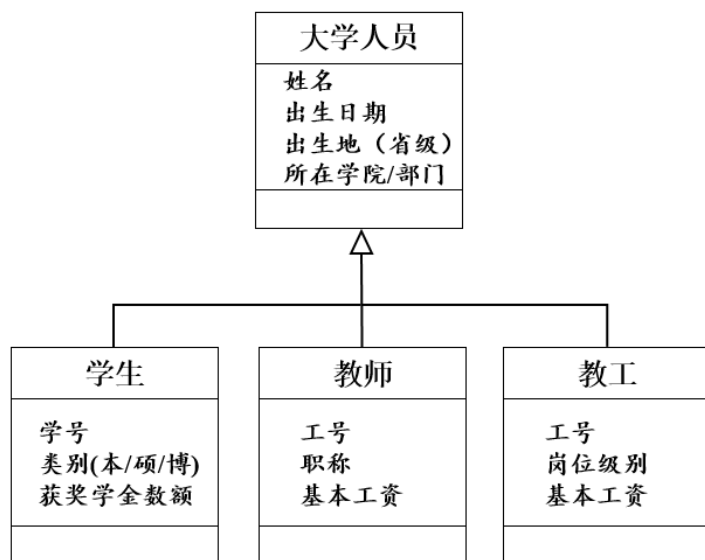 大学人员
姓名
出生日期
出生地（省级）
所在学院/部门
学生
学号
类别(本/硕/博)
获奖学金数额
教师
工号
职称
基本工资
教工
工号
岗位级别
基本工资